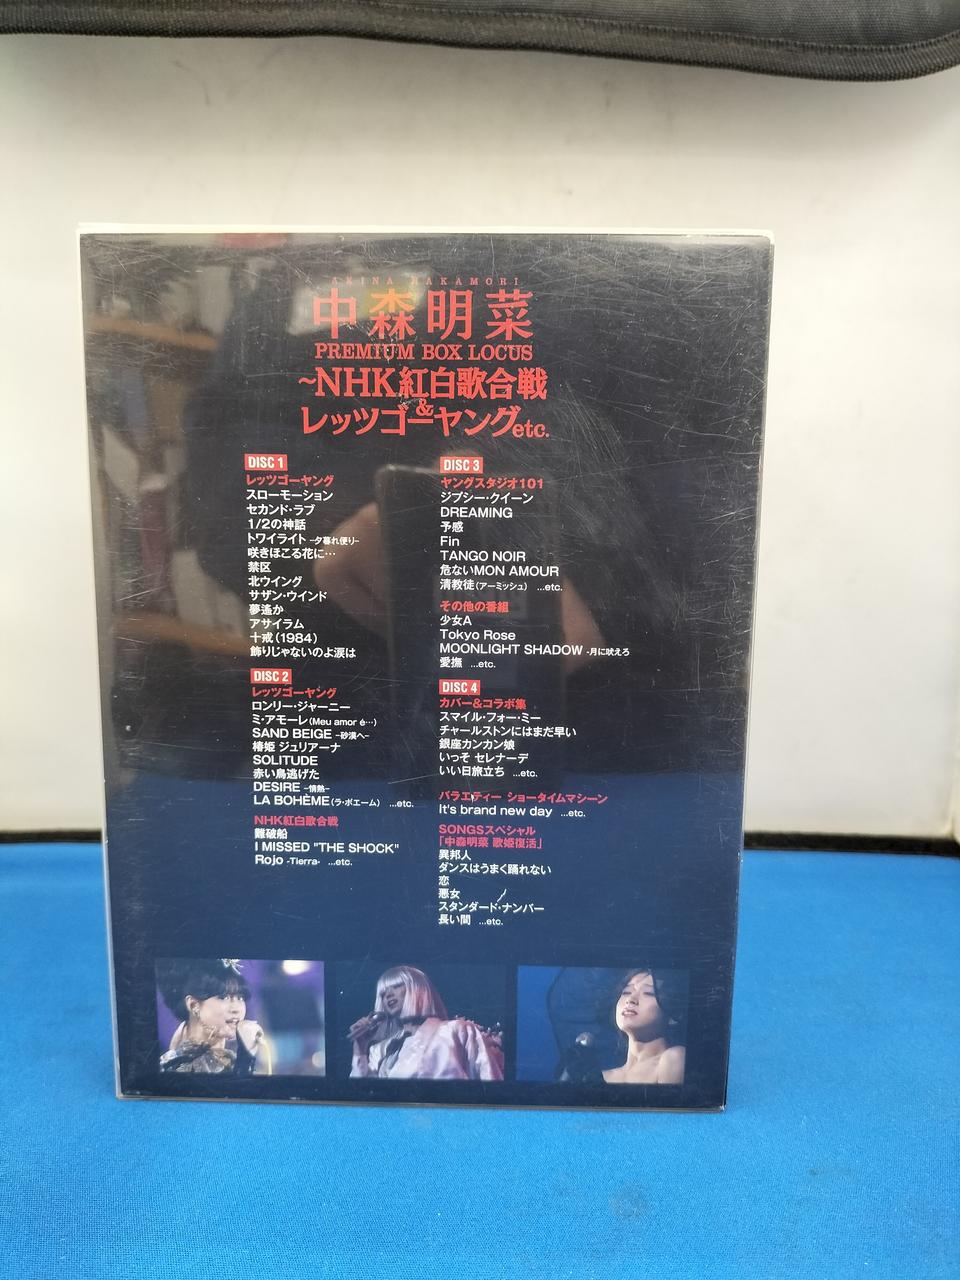 AKINA NAKAMORI
中森明菜
PREMIUM BOX LOCUS
~NHK紅白歌合戦
&
レッツゴーヤングetc.
DISC 1
レッツゴーヤング
スローモーション
セカンド・ラブ
1/2の神話
トワイライト -夕暮れ便り-
咲きほこる花に…
禁区
北ウイング
サザン・ウインド
夢遙か
アサイラム
十戒(1984)
飾りじゃないのよ涙は
DISC 2
レッツゴーヤング
ロンリー・ジャーニー
ミ・アモーレ(Meu amor é…)
SAND BEIGE -砂漠へ-
椿姫 ジュリアーナ
SOLITUDE
赤い鳥逃げた
DESIRE -情熱-
LA BOHÈME(ラ・ボエーム) ...etc.
NHK紅白歌合戦
難破船
I MISSED "THE SHOCK"
Rojo -Tierra- ...etc.
DISC 3
ヤングスタジオ101
ジプシー・クイーン
DREAMING
予感
Fin
TANGO NOIR
危ないMON AMOUR
清教徒(アーミッシュ) ...etc.
その他の番組
少女A
Tokyo Rose
MOONLIGHT SHADOW -月に吠えろ
愛撫 ...etc.
DISC 4
カバー&コラボ集
スマイル・フォー・ミー
チャールストンにはまだ早い
銀座カンカン娘
いっそ セレナーデ
いい日旅立ち ...etc.
バラエティー ショータイムマシーン
It's brand new day ...etc.
SONGSスペシャル
「中森明菜 歌姫復活」
異邦人
ダンスはうまく踊れない
恋
悪女
スタンダード・ナンバー
長い間 ...etc.